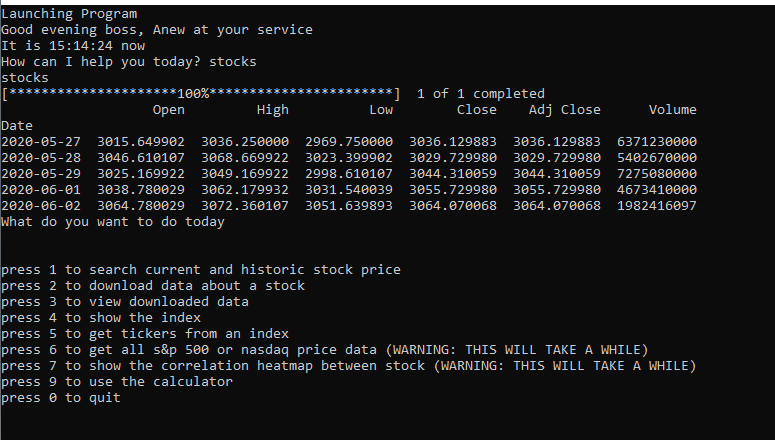 Launching Program
Good evening boss, Anew at your service
It is 15:14:24 now
How can I help you today? stocks
stocks
[*********************100%***********************]  1 of 1 completed
Open High Low Close Adj Close Volume
Date
2020-05-27 3015.649902 3036.250000 2969.750000 3036.129883 3036.129883 6371230000
2020-05-28 3046.610107 3068.669922 3023.399902 3029.729980 3029.729980 5402670000
2020-05-29 3025.169922 3049.169922 2998.610107 3044.310059 3044.310059 7275080000
2020-06-01 3038.780029 3062.179932 3031.540039 3055.729980 3055.729980 4673410000
2020-06-02 3064.780029 3072.360107 3051.639893 3064.070068 3064.070068 1982416097
What do you want to do today
press 1 to search current and historic stock price
press 2 to download data about a stock
press 3 to view downloaded data
press 4 to show the index
press 5 to get tickers from an index
press 6 to get all s&p 500 or nasdaq price data (WARNING: THIS WILL TAKE A WHILE)
press 7 to show the correlation heatmap between stock (WARNING: THIS WILL TAKE A WHILE)
press 9 to use the calculator
press 0 to quit